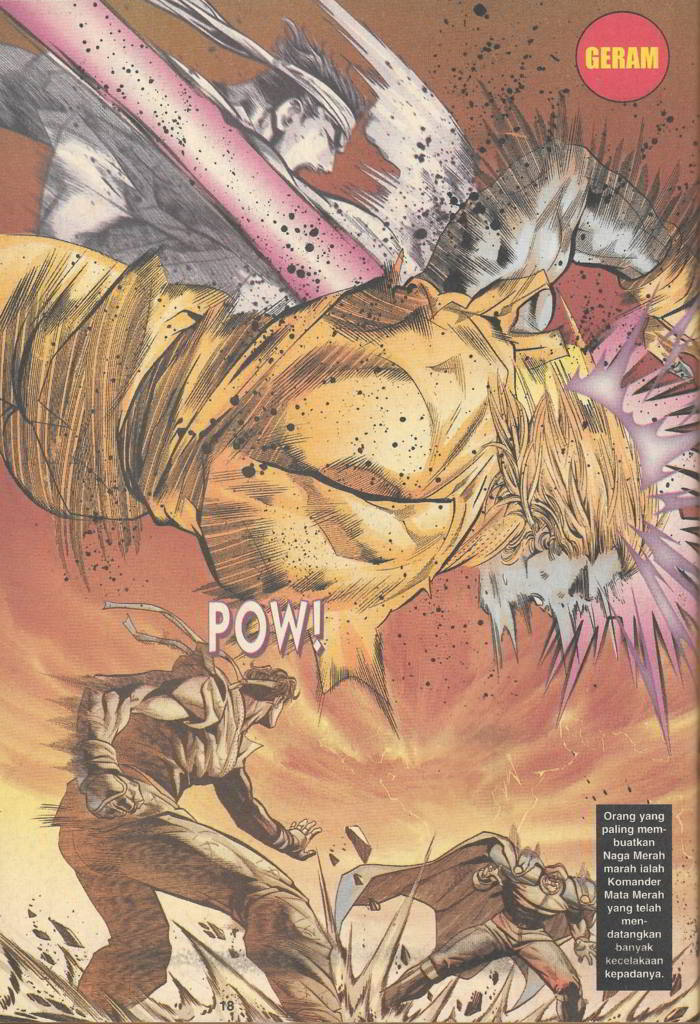 GERAM
POW!
Orang yang
paling mem-
buatkan
Naga Merah
marah ialah
Komander
Mata Merah
yang telah
men-
datangkan
banyak
kecelakaan
kepadanya.
18